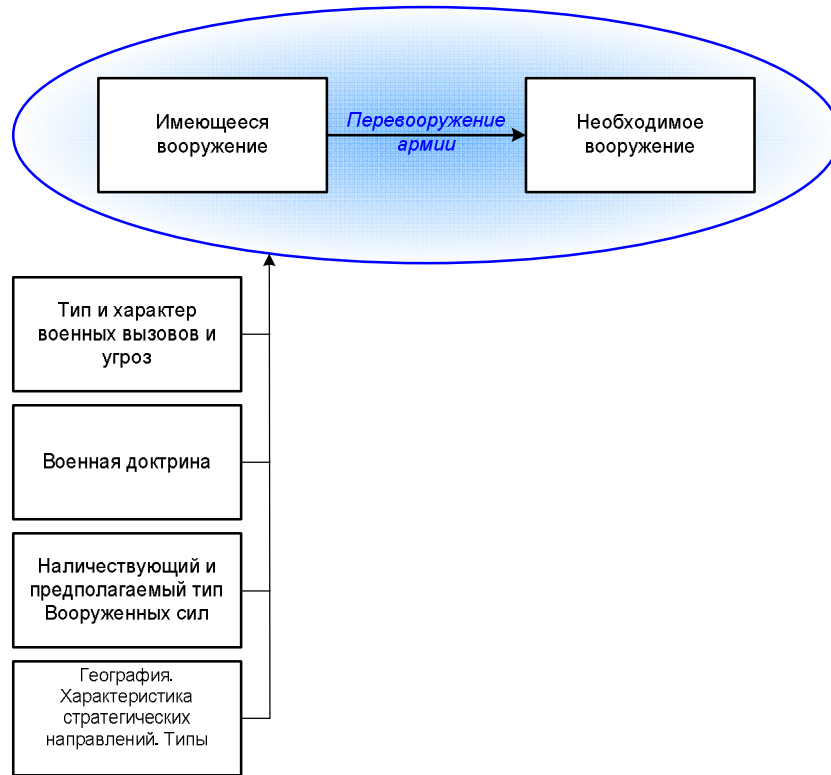 Имеющееся
вооружение
Перевооружение
армии
Необходимое
вооружение
Тип и характер
военных вызовов и
угроз
Военная доктрина
Наличествующий и
предполагаемый тип
Вооруженных сил
География.
Характеристика
стратегических
направлений. Типы